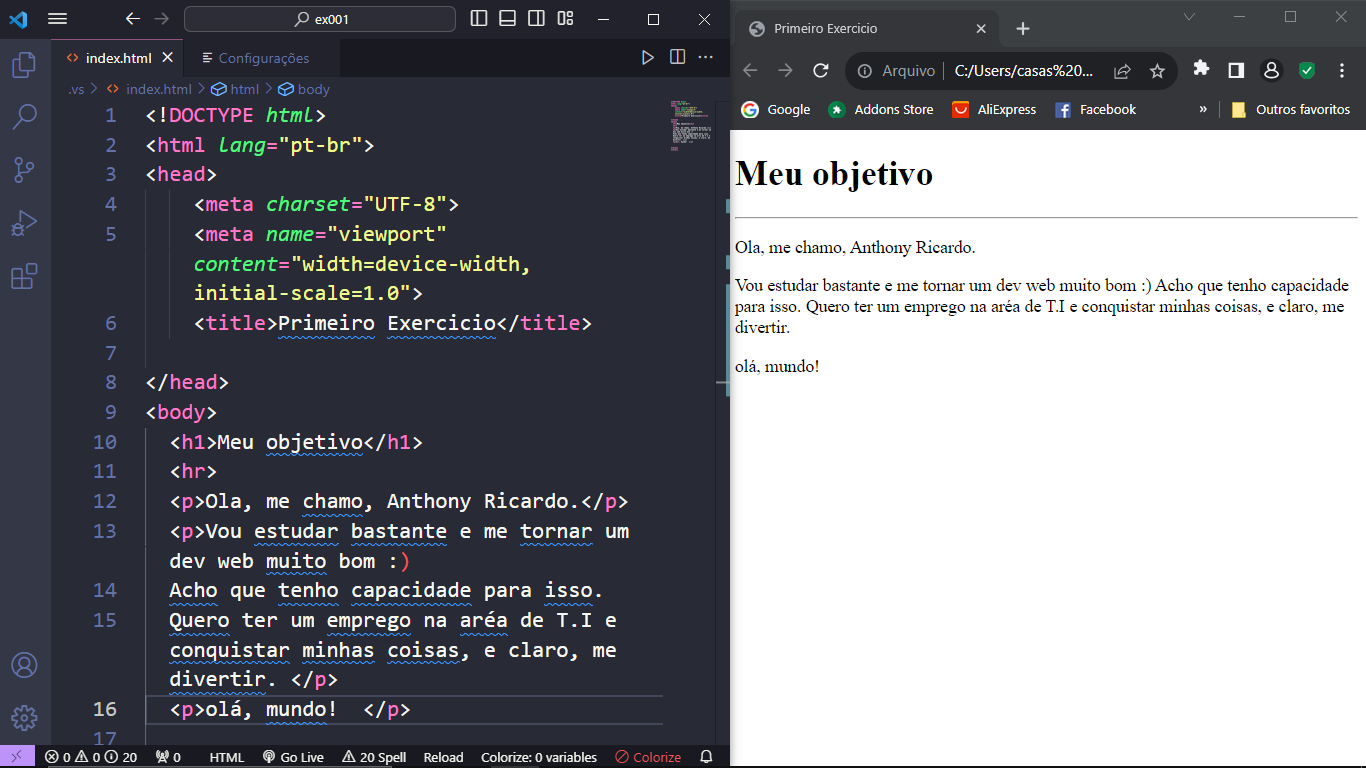 ex001
index.html
Configurações
.vs > index.html > html > body
1 <!DOCTYPE html>
2 <html lang="pt-br">
3 <head>
4 <meta charset="UTF-8">
5 <meta name="viewport"
content="width=device-width,
initial-scale=1.0">
6 <title>Primeiro Exercicio</title>
7
8 </head>
9 <body>
10 <h1>Meu objetivo</h1>
11 <hr>
12 <p>Ola, me chamo, Anthony Ricardo.</p>
13 <p>Vou estudar bastante e me tornar um
dev web muito bom :)
14 Acho que tenho capacidade para isso.
15 Quero ter um emprego na aréa de T.I e
conquistar minhas coisas, e claro, me
divertir. </p>
16 <p>olá, mundo!  </p>
17
0 0 20 0 HTML Go Live 20 Spell Reload Colorize: 0 variables Colorize
Primeiro Exercicio
Arquivo C:/Users/casas%20...
Google Addons Store AliExpress Facebook » Outros favoritos
Meu objetivo
Ola, me chamo, Anthony Ricardo.
Vou estudar bastante e me tornar um dev web muito bom :) Acho que tenho capacidade
para isso. Quero ter um emprego na aréa de T.I e conquistar minhas coisas, e claro, me
divertir.
olá, mundo!